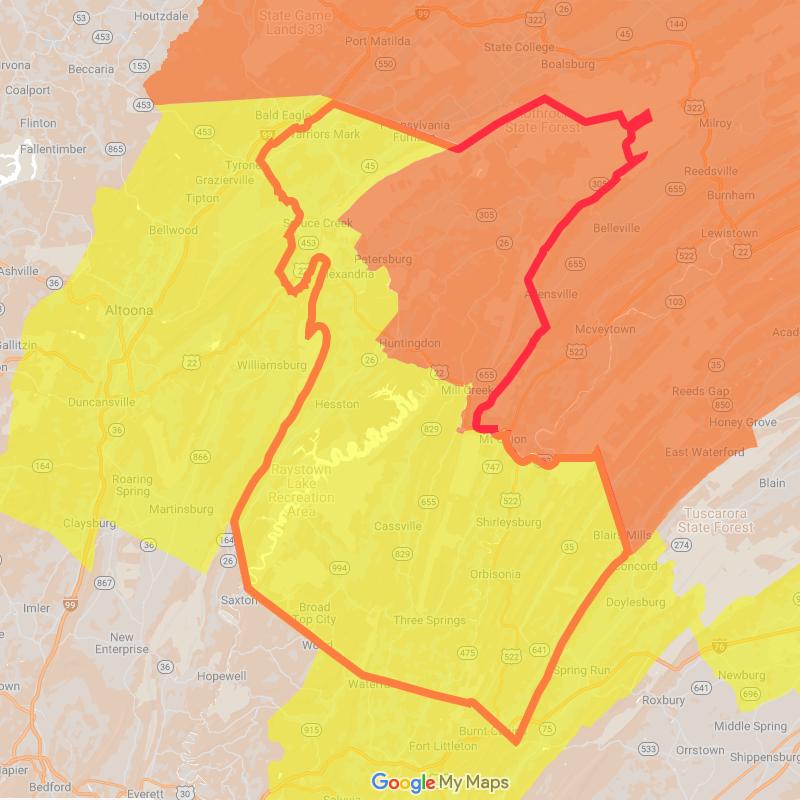 Houtzdale
State Game
Lands 33
99
322
26
144
45
53
53
453
Port Matilda
State College
550
Boalsburg
Beccaria
153
Coalport
453
322
Bald Eagle
Flinton
453
99
Warriors Mark
Pennsylvania
State Forest
Milroy
Fallentimber
865
Tyrone
45
Reedsville
Grazierville
305
655
Tipton
Burnham
Spruce Creek
305
Belleville
Lewistown
Bellwood
453
26
22
522
Ashville
36
22
Petersburg
655
Alexandria
Allensville
103
Altoona
Gallitzin
Huntingdon
Mcveytown
22
26
522
35
Williamsburg
22
655
Reeds Gap
Mill Creek
850
Duncansville
Hesston
Honey Grove
36
829
Mt Union
East Waterford
164
866
747
Raystown
Lake
Recreation
Area
Roaring
Spring
655
522
Blain
Martinsburg
Tuscarora
State Forest
Claysburg
Cassville
Shirleysburg
36
164
Blairs Mills
274
829
35
26
994
Concord
867
Orbisonia
Saxton
Doylesburg
Imler
99
Broad
Top City
Three Springs
New
Enterprise
641
76
475
522
36
Spring Run
Newburg
Hopewell
641
696
Roxbury
915
75
Middle Spring
Fort Littleton
533
Orrstown
Shippensburg
Bedford
Everett
30
Google My Maps